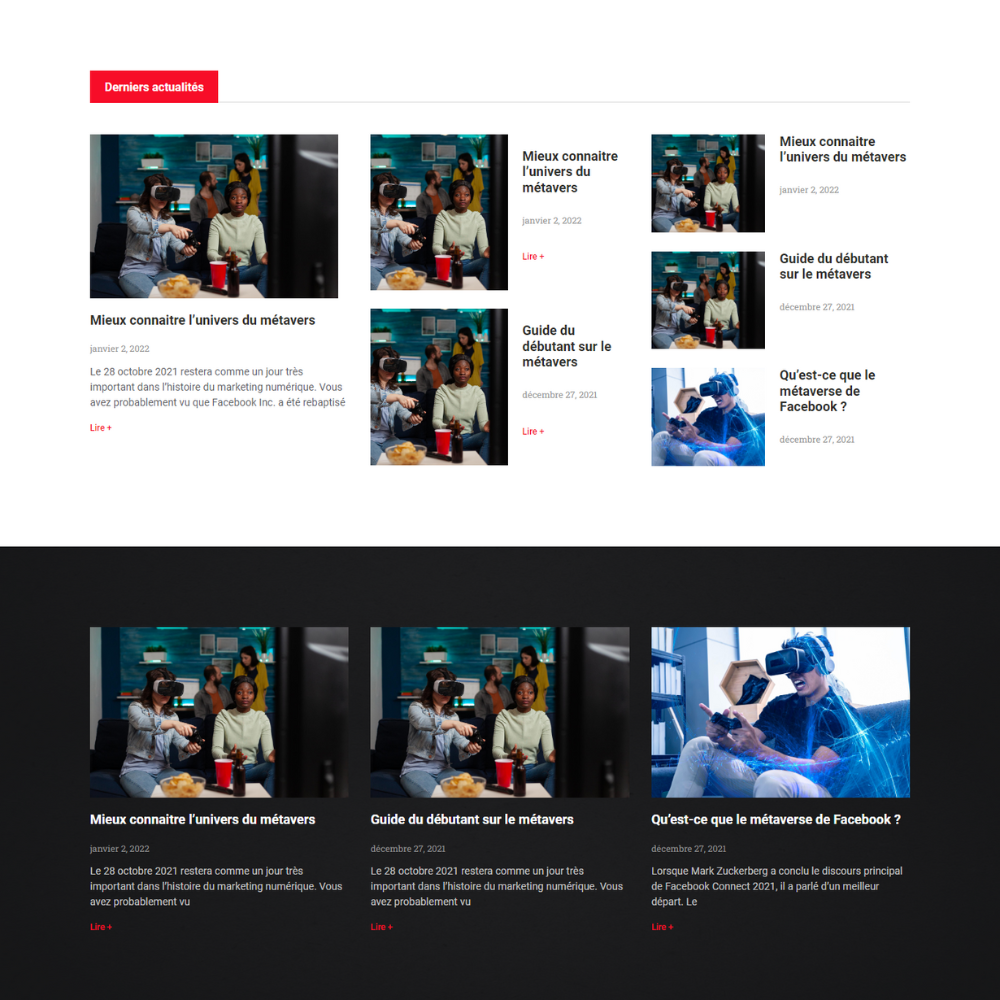 Derniers actualités
Mieux connaitre l'univers du métavers
janvier 2, 2022
Le 28 octobre 2021 restera comme un jour très
important dans l'histoire du marketing numérique. Vous
avez probablement vu que Facebook Inc. a été rebaptisé
Lire +
Mieux connaitre
l'univers du
métavers
janvier 2, 2022
Lire +
Guide du
débutant sur le
métavers
décembre 27, 2021
Lire +
Mieux connaitre
l'univers du métavers
janvier 2, 2022
Guide du débutant
sur le métavers
décembre 27, 2021
Qu'est-ce que le
métaverse de
Facebook ?
décembre 27, 2021
Mieux connaitre l'univers du métavers
janvier 2, 2022
Le 28 octobre 2021 restera comme un jour très
important dans l'histoire du marketing numérique. Vous
avez probablement vu
Lire +
Guide du débutant sur le métavers
décembre 27, 2021
Le 28 octobre 2021 restera comme un jour très
important dans l'histoire du marketing numérique. Vous
avez probablement vu
Lire +
Qu'est-ce que le métaverse de Facebook ?
décembre 27, 2021
Lorsque Mark Zuckerberg a conclu le discours principal
de Facebook Connect 2021, il a parlé d'un meilleur
départ. Le
Lire +